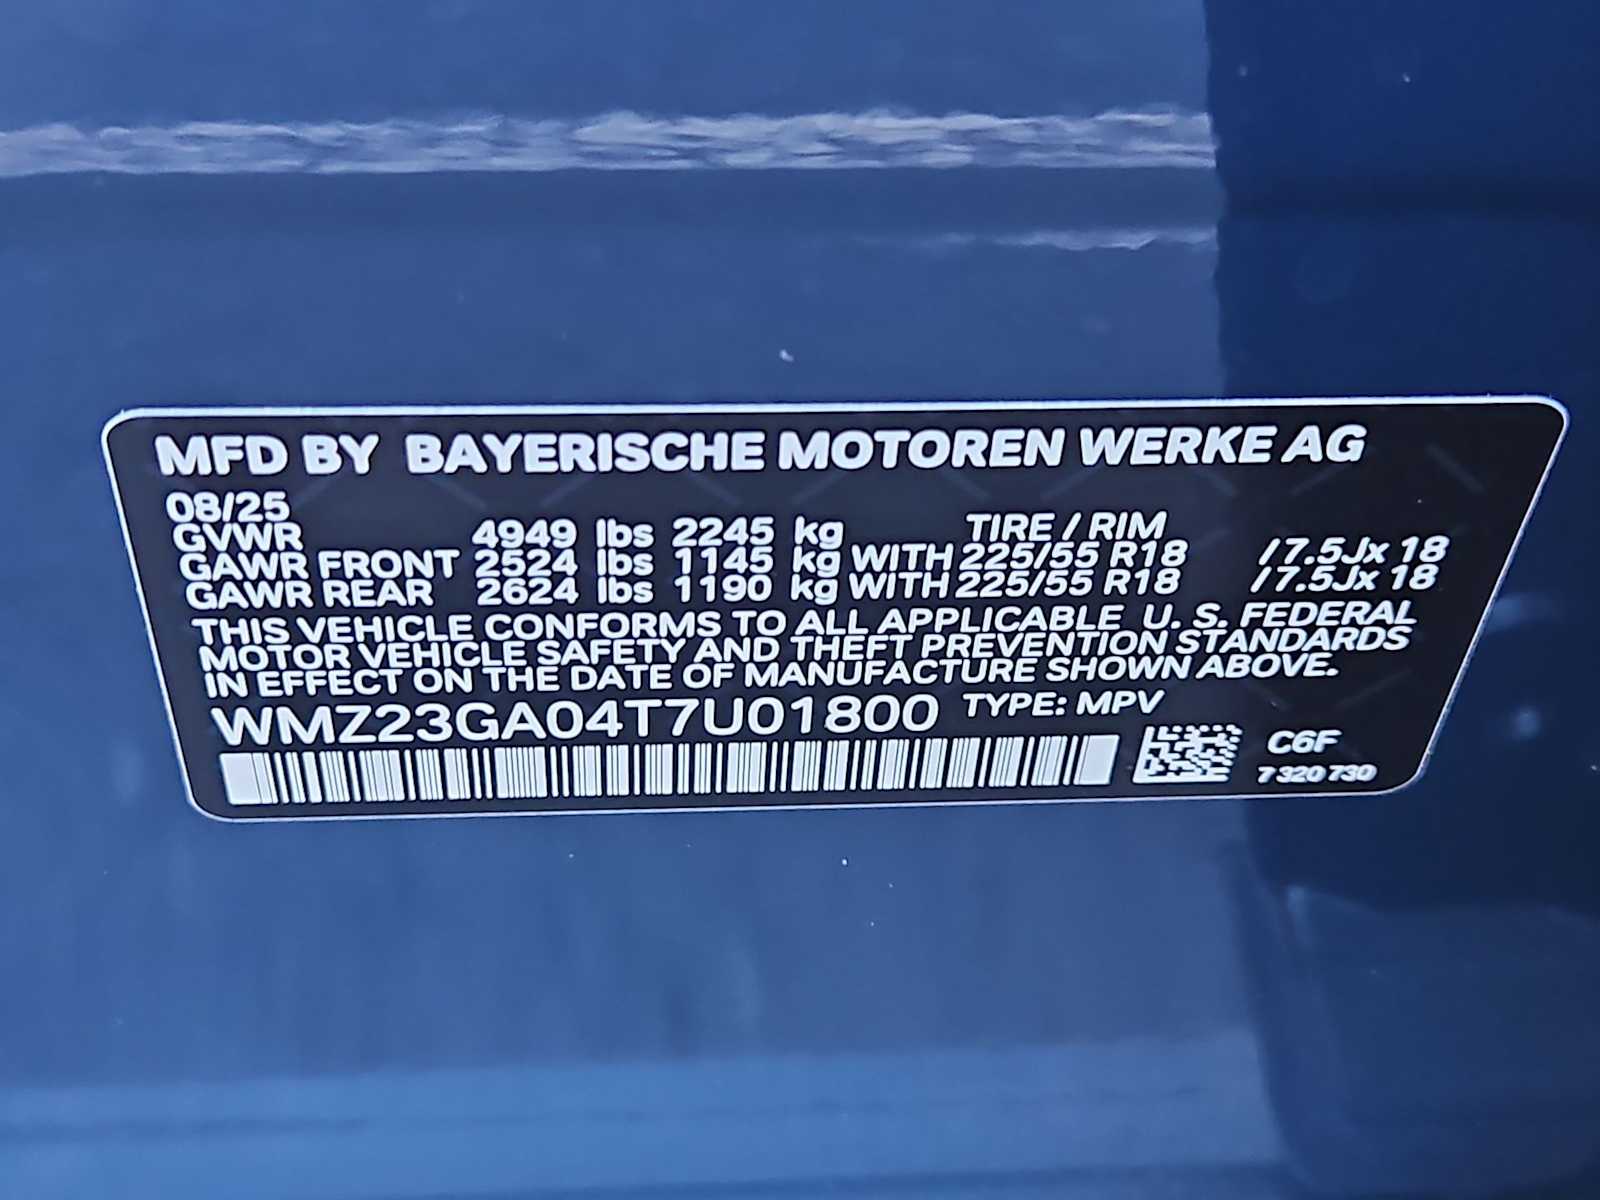 MFD BY BAYERISCHE MOTOREN WERKE AG
08/25
TIRE / RIM
GVWR 4949 lbs 2245 kg
GAWR FRONT 2524 lbs 1145 kg WITH 225/55 R18 / 7.5Jx 18
GAWR REAR 2624 lbs 1190 kg WITH 225/55 R18 / 7.5Jx 18
THIS VEHICLE CONFORMS TO ALL APPLICABLE U. S. FEDERAL
MOTOR VEHICLE SAFETY AND THEFT PREVENTION STANDARDS
IN EFFECT ON THE DATE OF MANUFACTURE SHOWN ABOVE.
WMZ23GA04T7U01800 TYPE: MPV
C6F
7 320 730